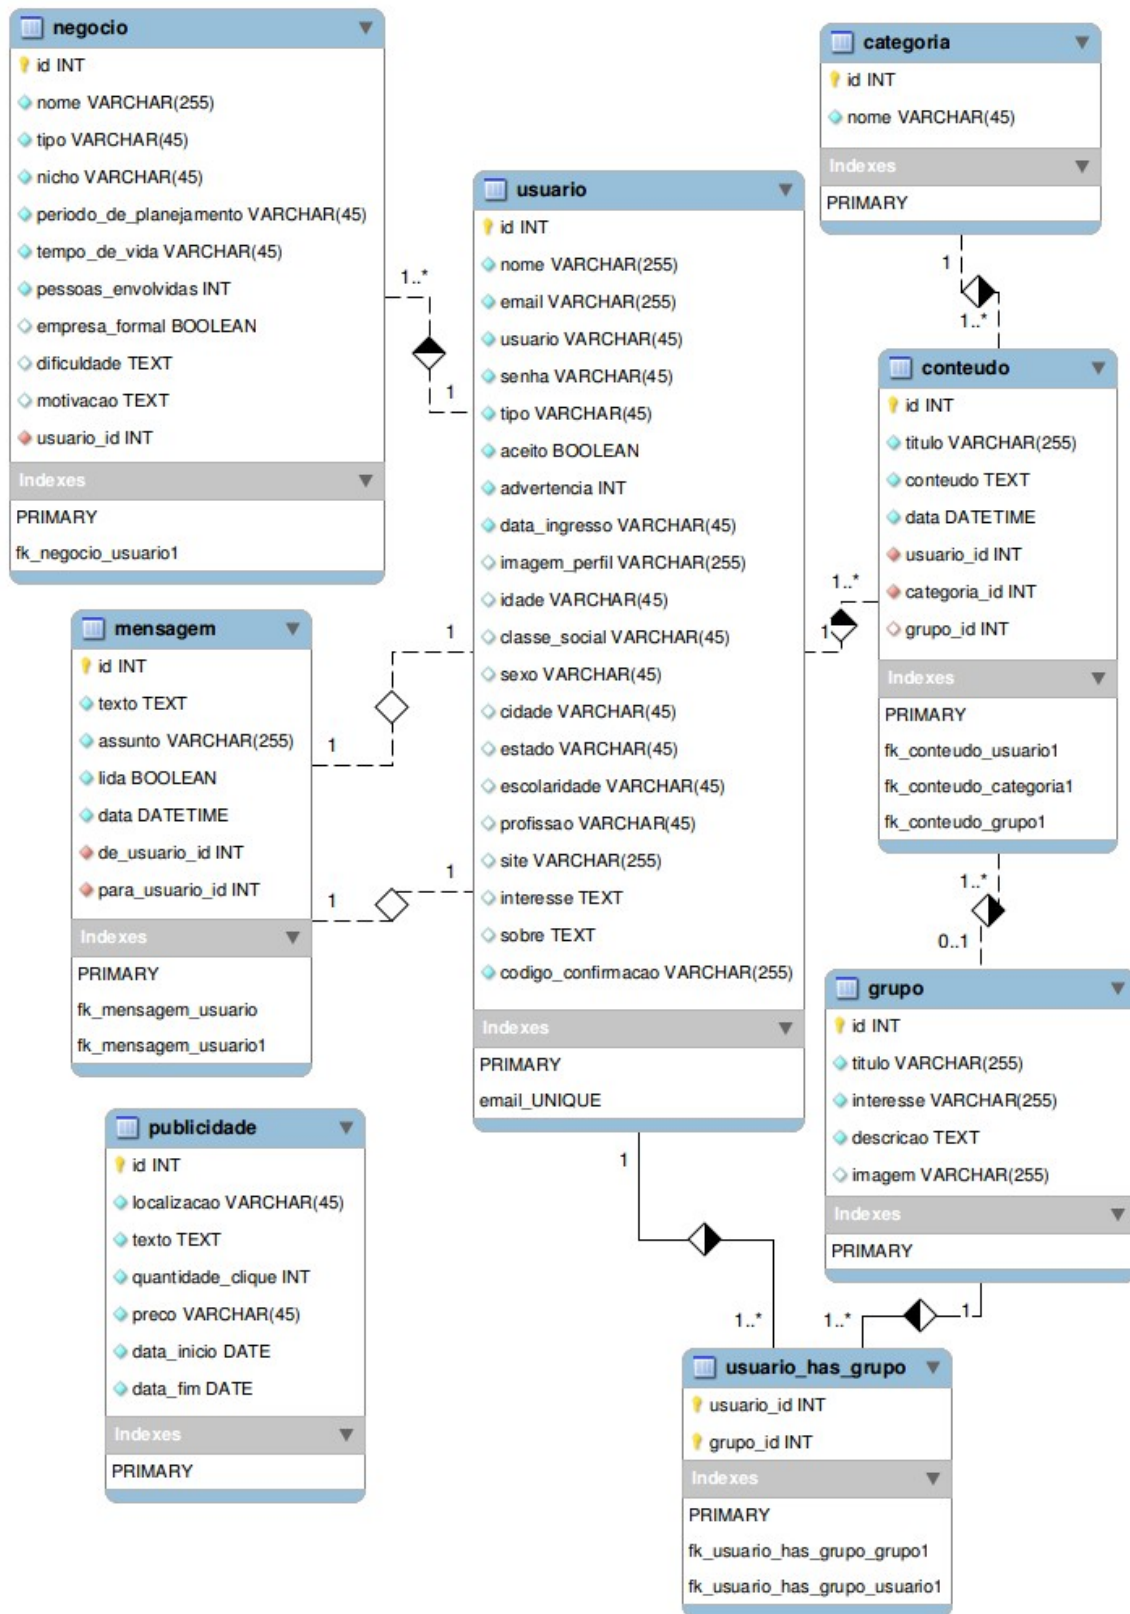 negocio
id INT
nome VARCHAR(255)
tipo VARCHAR(45)
nicho VARCHAR(45)
periodo_de_planejamento VARCHAR(45)
tempo_de_vida VARCHAR(45)
pessoas_envolvidas INT
empresa_formal BOOLEAN
dificuldade TEXT
motivacao TEXT
usuario_id INT
Indexes
PRIMARY
fk_negocio_usuario1
1..*
1
categoria
id INT
nome VARCHAR(45)
Indexes
PRIMARY
1
1..*
usuario
id INT
nome VARCHAR(255)
email VARCHAR(255)
usuario VARCHAR(45)
senha VARCHAR(45)
tipo VARCHAR(45)
aceito BOOLEAN
advertencia INT
data_ingresso VARCHAR(45)
imagem_perfil VARCHAR(255)
idade VARCHAR(45)
classe_social VARCHAR(45)
sexo VARCHAR(45)
cidade VARCHAR(45)
estado VARCHAR(45)
escolaridade VARCHAR(45)
profissao VARCHAR(45)
site VARCHAR(255)
interesse TEXT
sobre TEXT
codigo_confirmacao VARCHAR(255)
Indexes
PRIMARY
email_UNIQUE
conteudo
id INT
titulo VARCHAR(255)
conteudo TEXT
data DATETIME
usuario_id INT
categoria_id INT
grupo_id INT
Indexes
PRIMARY
fk_conteudo_usuario1
fk_conteudo_categoria1
fk_conteudo_grupo1
1..*
1
1..*
0..1
mensagem
id INT
texto TEXT
assunto VARCHAR(255)
lida BOOLEAN
data DATETIME
de_usuario_id INT
para_usuario_id INT
Indexes
PRIMARY
fk_mensagem_usuario
fk_mensagem_usuario1
1
1
1
1
grupo
id INT
titulo VARCHAR(255)
interesse VARCHAR(255)
descricao TEXT
imagem VARCHAR(255)
Indexes
PRIMARY
publicidade
id INT
localizacao VARCHAR(45)
texto TEXT
quantidade_clique INT
preco VARCHAR(45)
data_inicio DATE
data_fim DATE
Indexes
PRIMARY
1
1..*
1..*
1
usuario_has_grupo
usuario_id INT
grupo_id INT
Indexes
PRIMARY
fk_usuario_has_grupo_grupo1
fk_usuario_has_grupo_usuario1